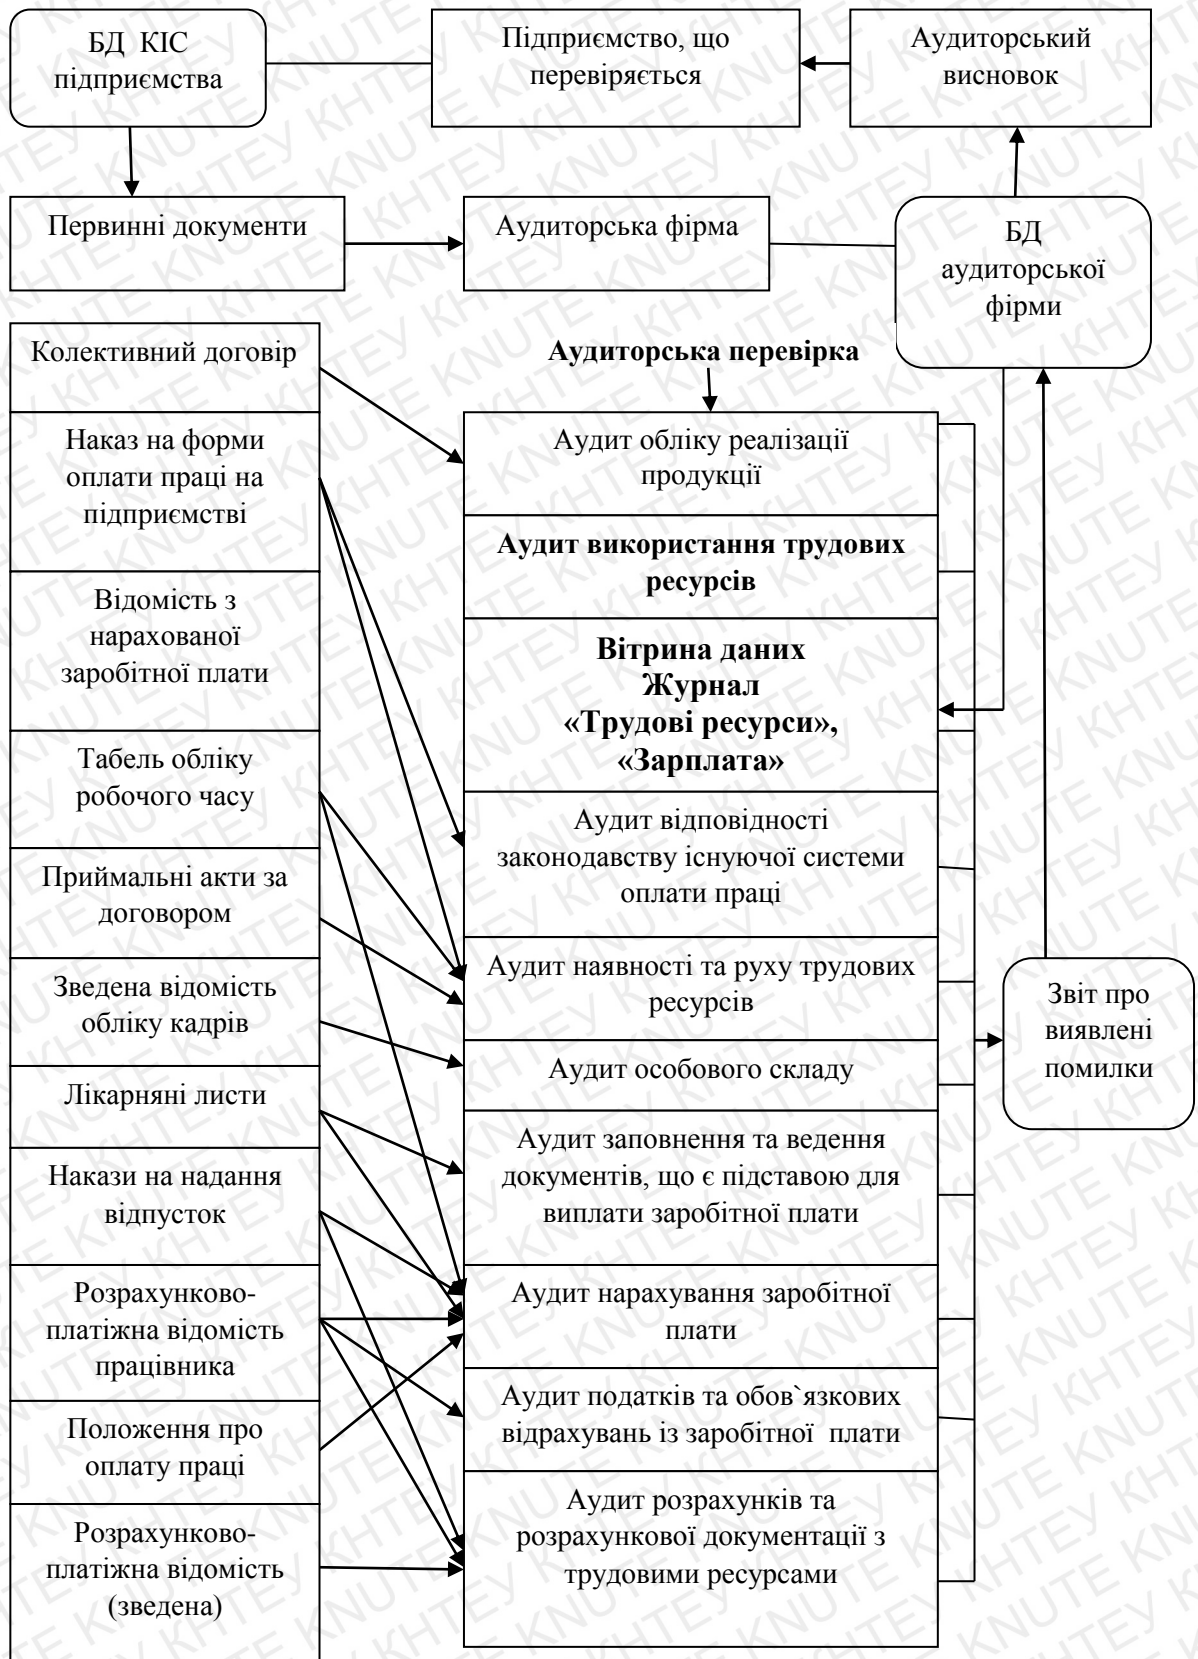 БД КІС
підприємства
Підприємство, що
перевіряється
Аудиторський
висновок
Первинні документи
Аудиторська фірма
БД
аудиторської
фірми
Колективний договір
Наказ на форми
оплати праці на
підприємстві
Відомість з
нарахованої
заробітної плати
Табель обліку
робочого часу
Приймальні акти за
договором
Зведена відомість
обліку кадрів
Лікарняні листи
Накази на надання
відпусток
Розрахунково-
платіжна відомість
працівника
Положення про
оплату праці
Розрахунково-
платіжна відомість
(зведена)
Аудиторська перевірка
Аудит обліку реалізації
продукції
Аудит використання трудових
ресурсів
Вітрина даних
Журнал
«Трудові ресурси»,
«Зарплата»
Аудит відповідності
законодавству існуючої системи
оплати праці
Аудит наявності та руху трудових
ресурсів
Аудит особового складу
Аудит заповнення та ведення
документів, що є підставою для
виплати заробітної плати
Аудит нарахування заробітної
плати
Аудит податків та обов`язкових
відрахувань із заробітної плати
Аудит розрахунків та
розрахункової документації з
трудовими ресурсами
Звіт про
виявлені
помилки
КНТЕУ KNUTE